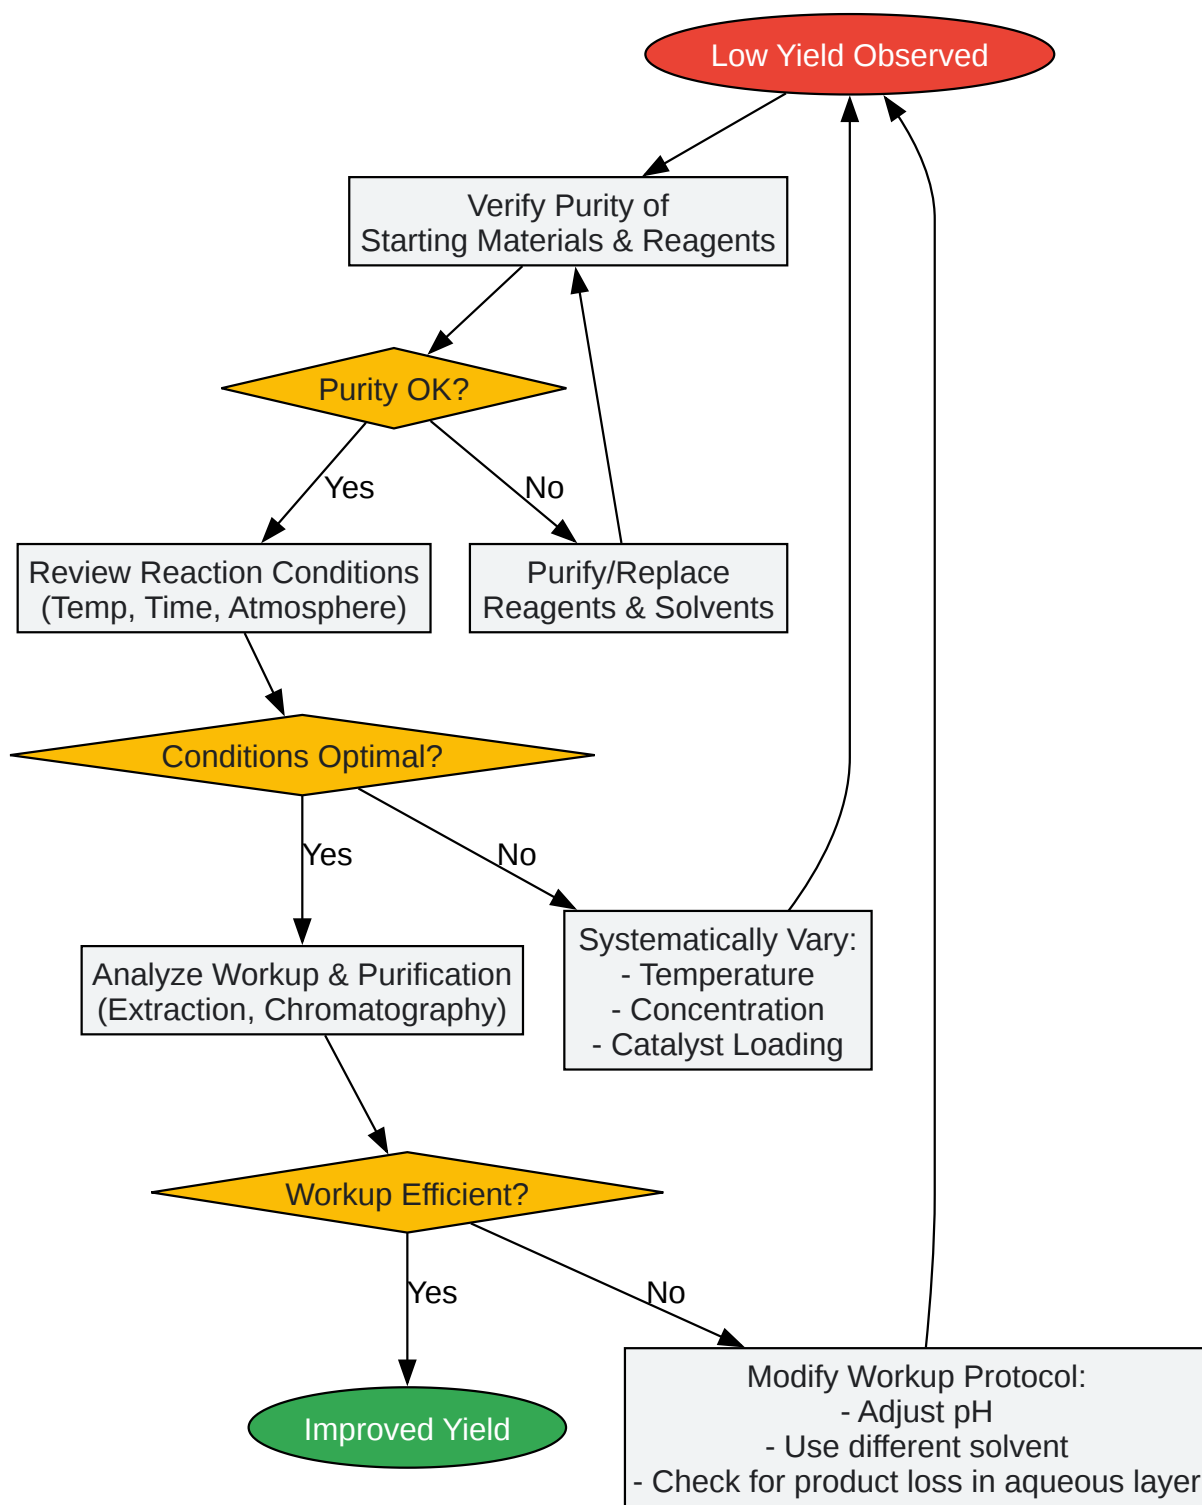 Low Yield Observed
Verify Purity of
Starting Materials & Reagents
Purity OK?
Yes
No
Review Reaction Conditions
(Temp, Time, Atmosphere)
Purify/Replace
Reagents & Solvents
Conditions Optimal?
Yes
No
Analyze Workup & Purification
(Extraction, Chromatography)
Systematically Vary:
- Temperature
- Concentration
- Catalyst Loading
Workup Efficient?
Yes
No
Improved Yield
Modify Workup Protocol:
- Adjust pH
- Use different solvent
- Check for product loss in aqueous layer